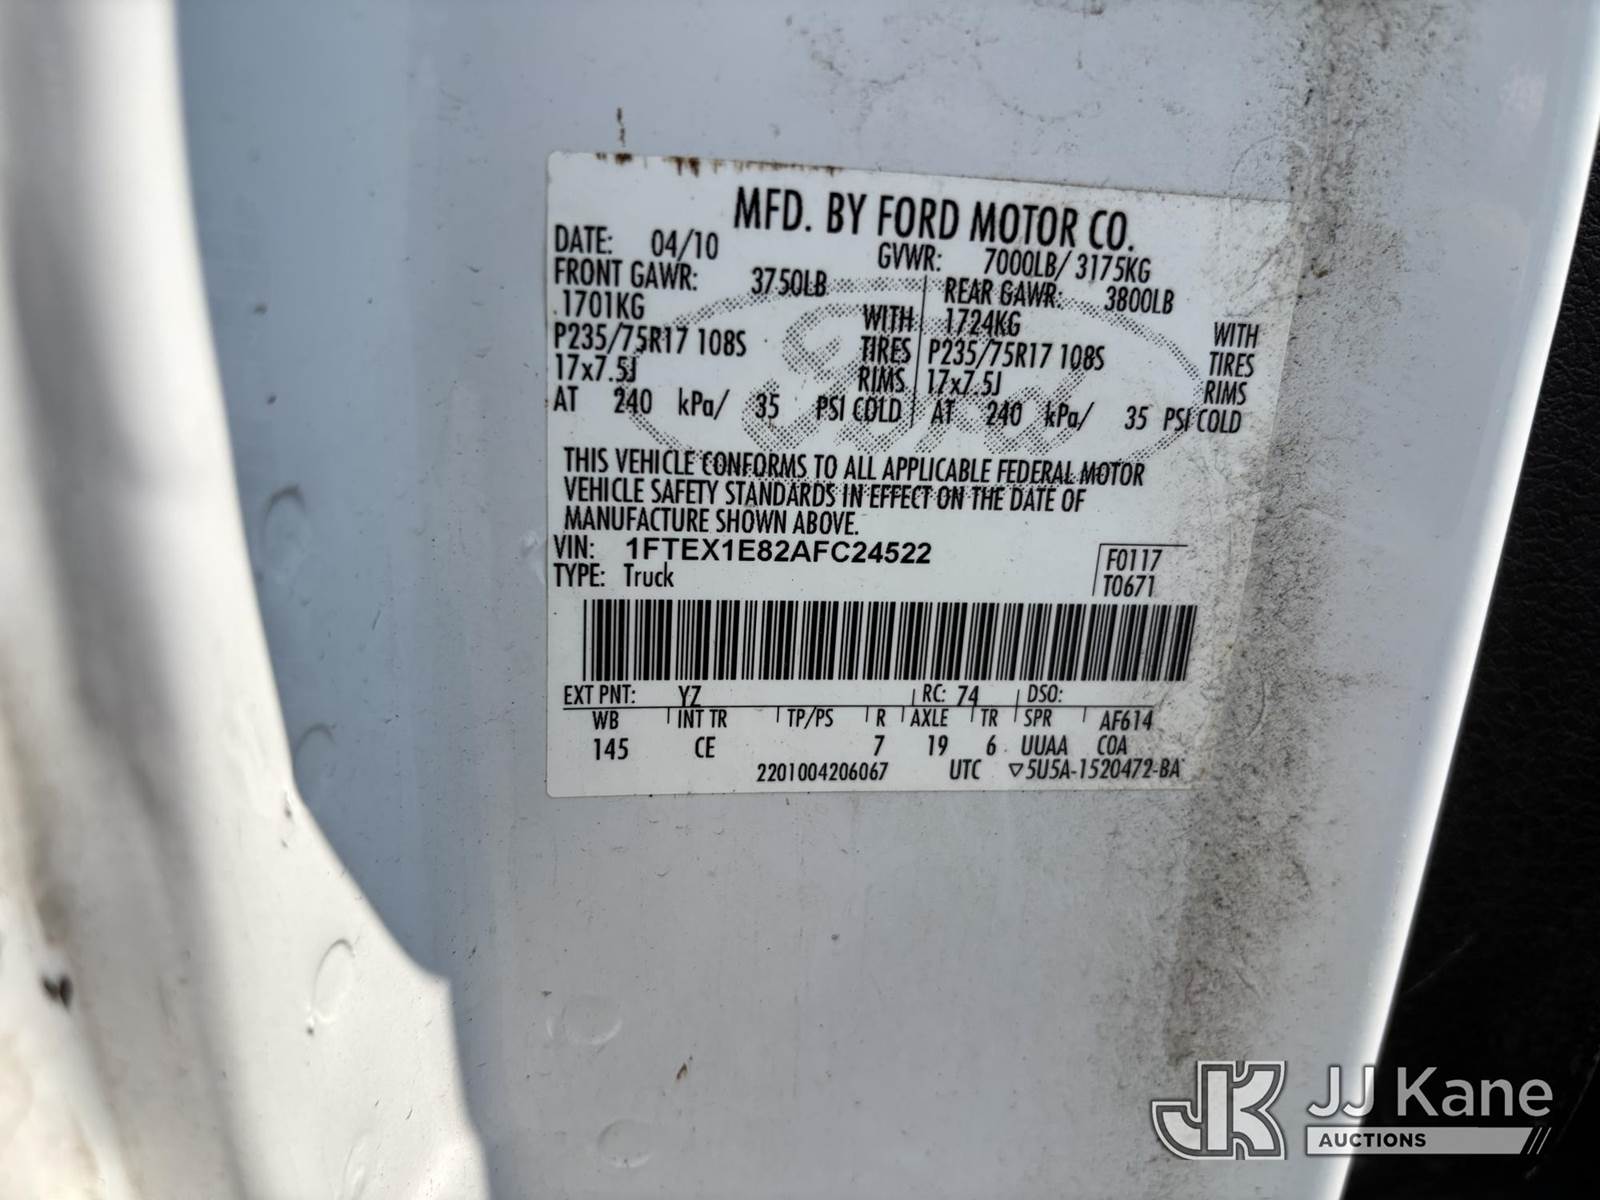 MFD. BY FORD MOTOR CO.
DATE: 04/10 GVWR: 7000LB/ 3175KG
FRONT GAWR: 3750LB REAR GAWR: 3800LB
1701KG WITH 1724KG WITH
P235/75R17 108S TIRES P235/75R17 108S TIRES
17x7.5J RIMS 17x7.5J RIMS
AT 240 kPa/ 35 PSI COLD AT 240 kPa/ 35 PSI COLD
Ford
THIS VEHICLE CONFORMS TO ALL APPLICABLE FEDERAL MOTOR
VEHICLE SAFETY STANDARDS IN EFFECT ON THE DATE OF
MANUFACTURE SHOWN ABOVE.
VIN: 1FTEX1E82AFC24522 F0117
TYPE: Truck T0671
EXT PNT: YZ RC: 74 DSO:
WB INT TR TP/PS R AXLE TR SPR AF614
145 CE 7 19 6 UUAA COA
2201004206067 UTC ▽5U5A-1520472-BA
JK JJ Kane
AUCTIONS